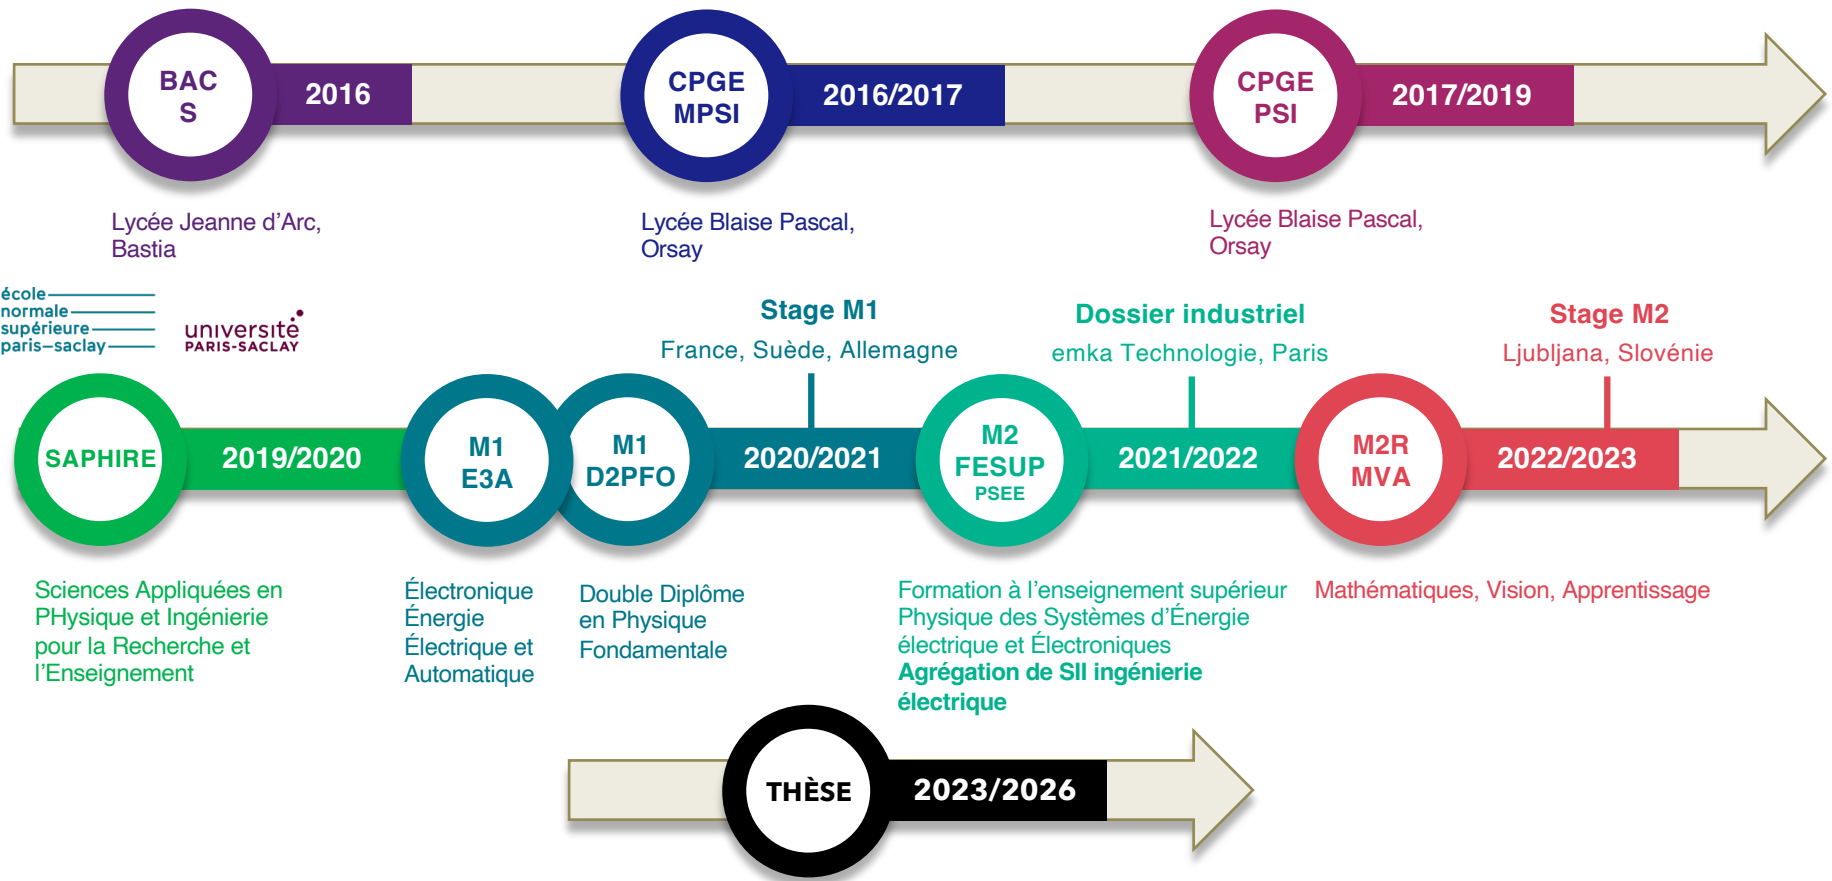 BAC
S
2016
CPGE
MPSI
2016/2017
CPGE
PSI
2017/2019
Lycée Jeanne d’Arc,
Bastia
Lycée Blaise Pascal,
Orsay
Lycée Blaise Pascal,
Orsay
école
normale
supérieure
paris–saclay
université
PARIS-SACLAY
Stage M1
France, Suède, Allemagne
Dossier industriel
emka Technologie, Paris
Stage M2
Ljubljana, Slovénie
SAPHIRE
2019/2020
M1
E3A
M1
D2PFO
2020/2021
M2
FESUP
PSEE
2021/2022
M2R
MVA
2022/2023
Sciences Appliquées en
PHysique et Ingénierie
pour la Recherche et
l’Enseignement
Électronique
Énergie
Électrique et
Automatique
Double Diplôme
en Physique
Fondamentale
Formation à l’enseignement supérieur
Physique des Systèmes d’Énergie
électrique et Électroniques
Agrégation de SII ingénierie
électrique
Mathématiques, Vision, Apprentissage
THÈSE
2023/2026